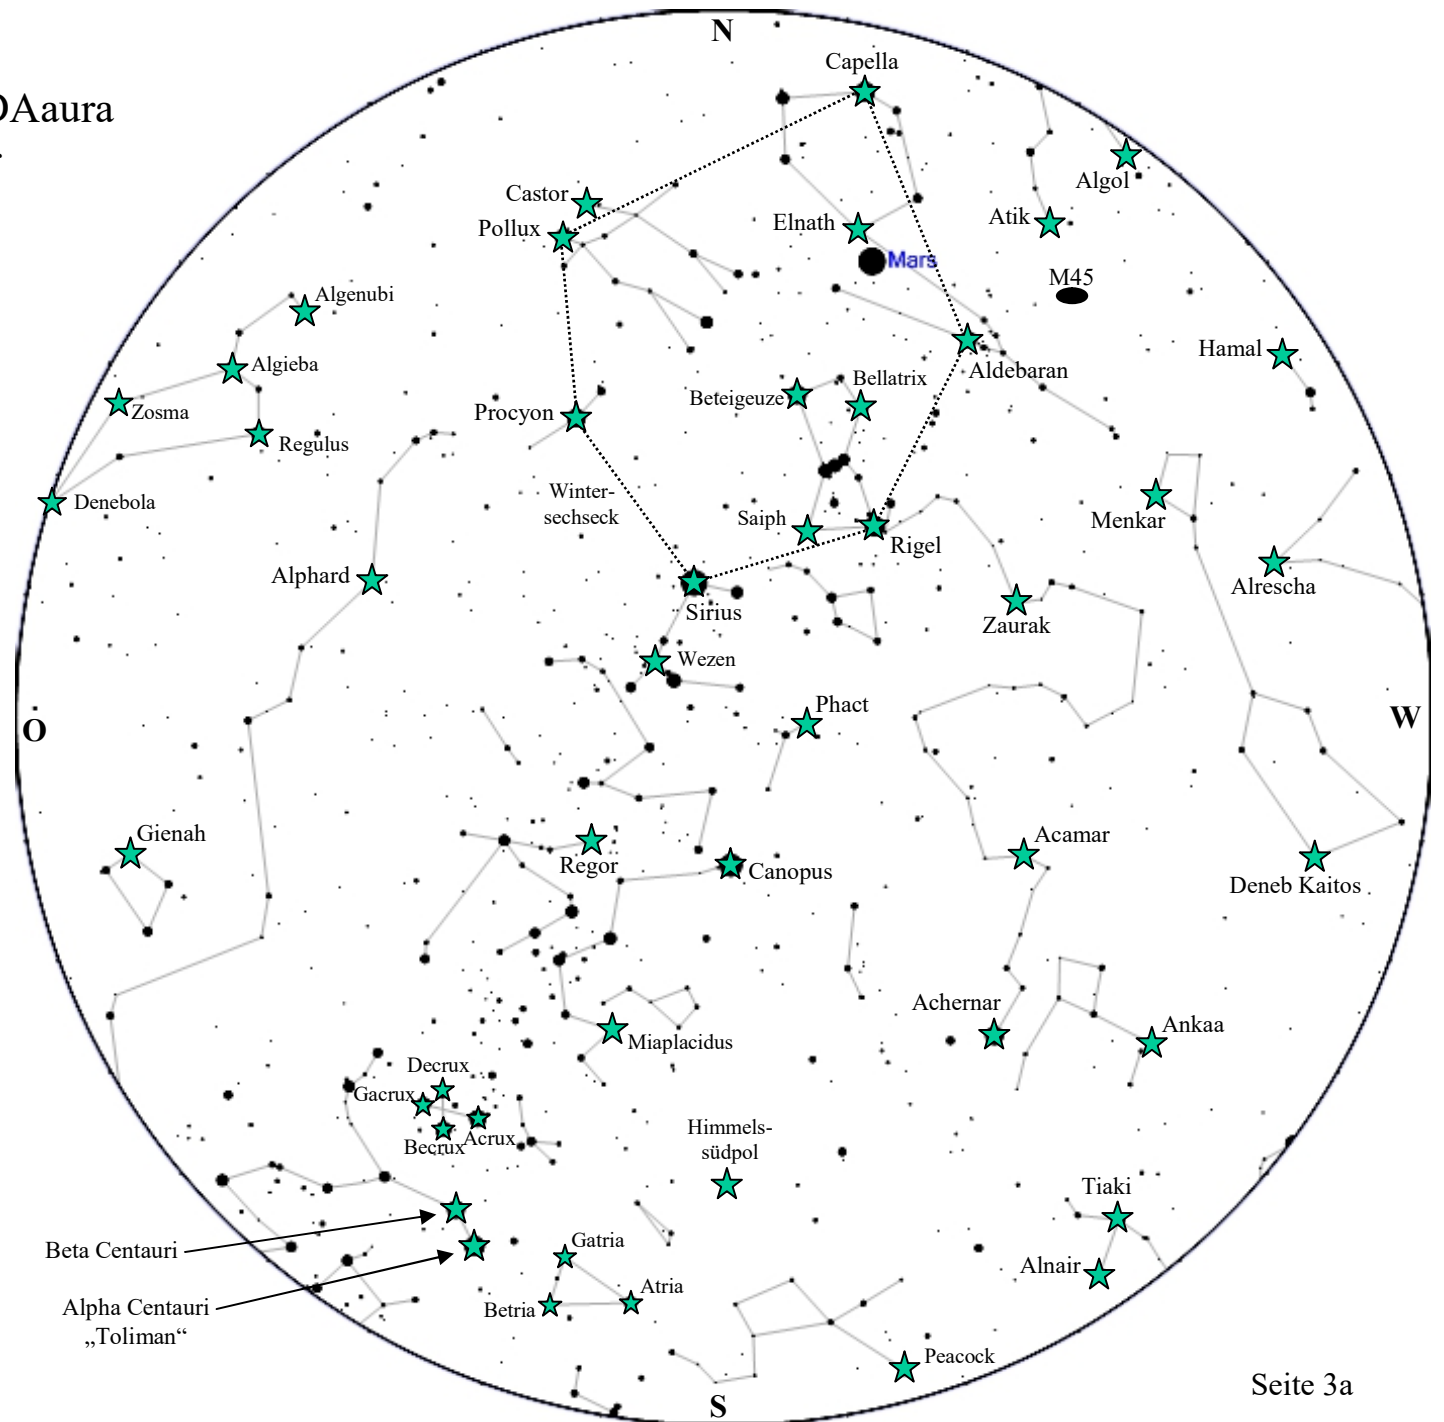 N
Capella
DAaura
Algol
Castor
Atik
Pollux
Elnath
Mars
M45
Algenubi
Hamal
Algieba
Aldebaran
Bellatrix
Beteigeuze
Zosma
Procyon
Regulus
Winter-
sechseck
Denebola
Saiph
Menkar
Rigel
Alphard
Alrescha
Sirius
Zaurak
Wezen
Phact
W
O
Gienah
Acamar
Regor
Canopus
Deneb Kaitos
Achernar
Ankaa
Miaplacidus
Decrux
Gacrux
Becrux
Acrux
Himmels-
südpol
Tiaki
Beta Centauri
Gatria
Alnair
Atria
Alpha Centauri
„Toliman“
Betria
Peacock
Seite 3a
S